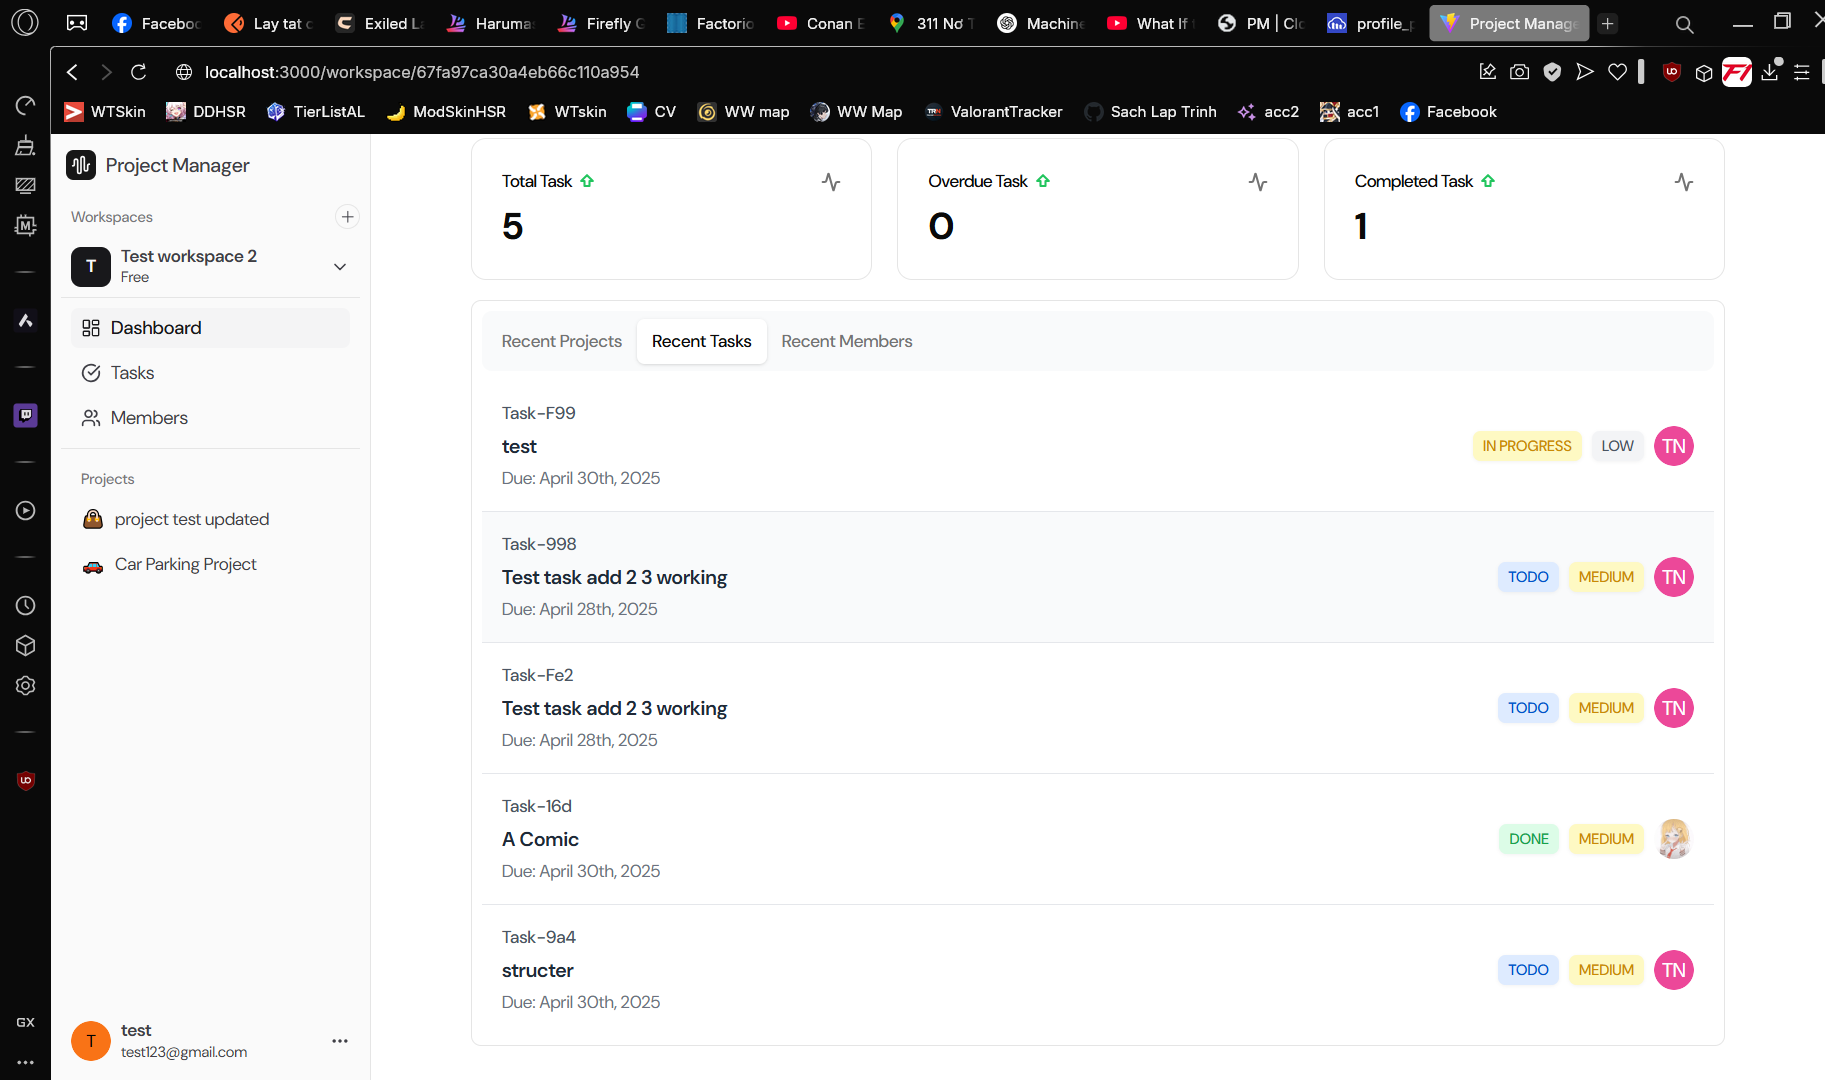 Faceboo
Lay tat c
Exiled La
Haruma
Firefly G
Factorio
Conan E
311 Nơ T
Machine
What If
PM | Clo
profile_p
Project Manage
localhost:3000/workspace/67fa97ca30a4eb66c110a954
WTSkin
DDHSR
TierListAL
ModSkinHSR
WTskin
CV
WW map
WW Map
ValorantTracker
Sach Lap Trinh
acc2
acc1
Facebook
Project Manager
Workspaces
T
Test workspace 2
Free
Dashboard
Tasks
Members
Projects
project test updated
Car Parking Project
T
test
test123@gmail.com
GX
Total Task
5
Overdue Task
0
Completed Task
1
Recent Projects
Recent Tasks
Recent Members
Task-F99
test
Due: April 30th, 2025
IN PROGRESS
LOW
TN
Task-998
Test task add 2 3 working
Due: April 28th, 2025
TODO
MEDIUM
TN
Task-Fe2
Test task add 2 3 working
Due: April 28th, 2025
TODO
MEDIUM
TN
Task-16d
A Comic
Due: April 30th, 2025
DONE
MEDIUM
Task-9a4
structer
Due: April 30th, 2025
TODO
MEDIUM
TN